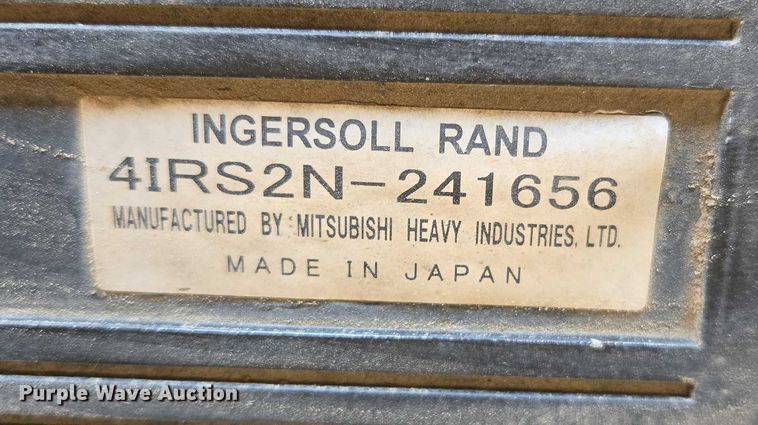 INGERSOLL RAND
4IRS2N-241656
MANUFACTURED BY MITSUBISHI HEAVY INDUSTRIES, LTD.
MADE IN JAPAN
Purple Wave Auction